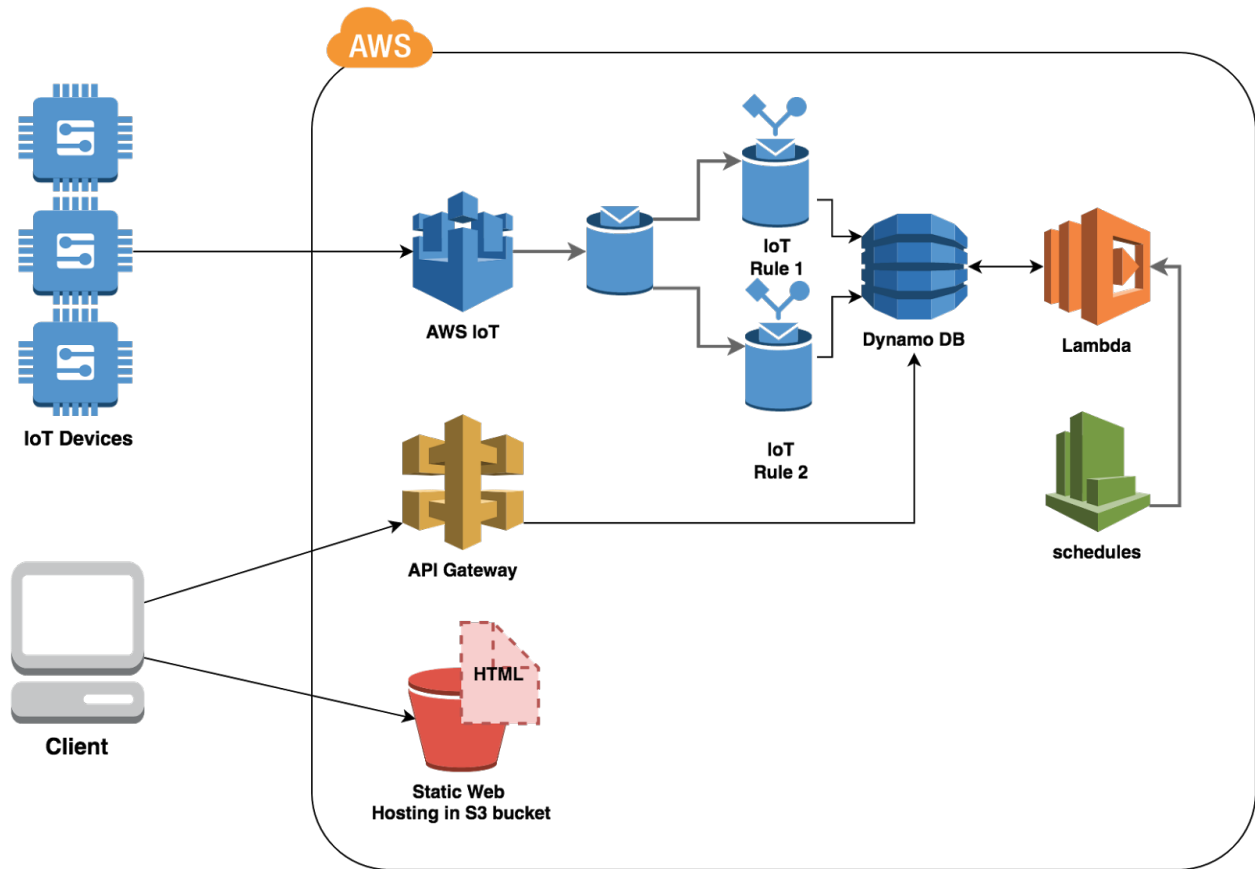 AWS
IoT
Rule 1
AWS IoT
Dynamo DB
Lambda
IoT Devices
IoT
Rule 2
schedules
API Gateway
HTML
Client
Static Web
Hosting in S3 bucket